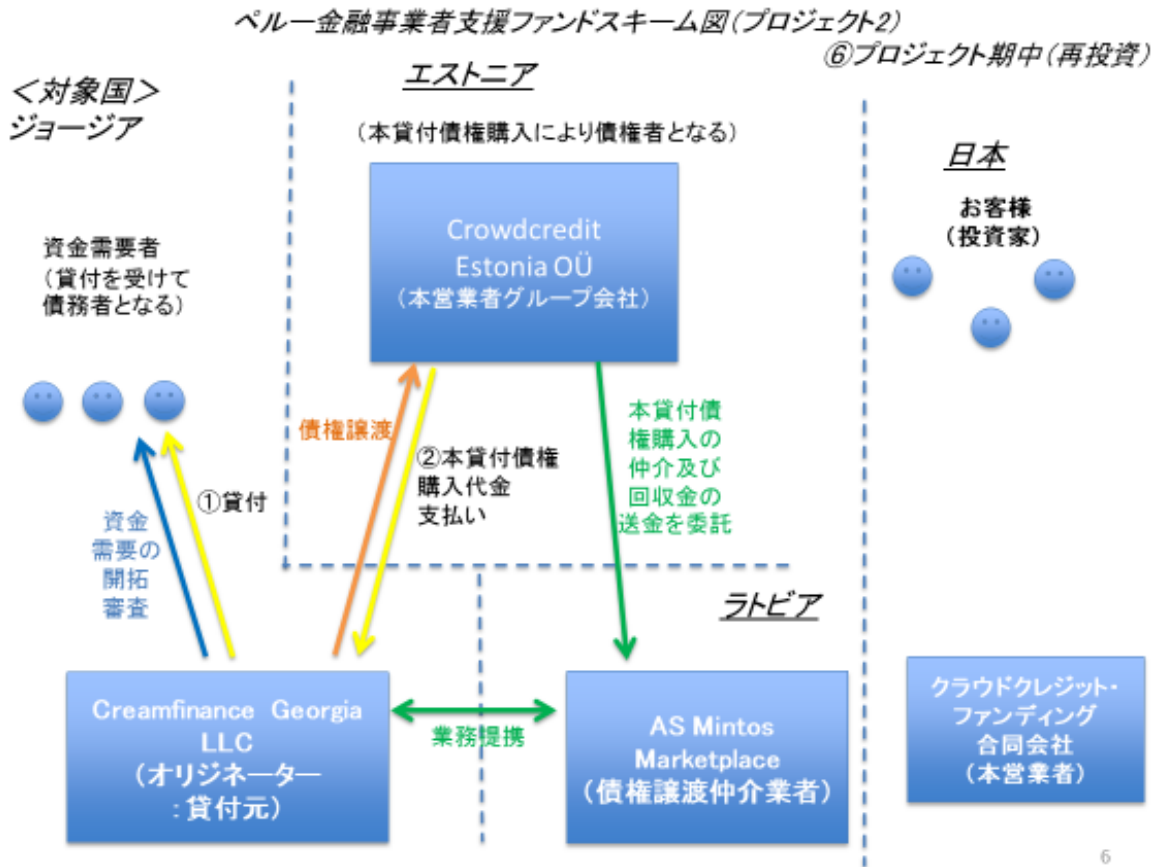 ペルー金融事業者支援ファンドスキーム図(プロジェクト2)
⑥プロジェクト期中(再投資)
<対象国>
ジョージア
エストニア
(本貸付債権購入により債権者となる)
日本
お客様
(投資家)
資金需要者
(貸付を受けて
債務者となる)
Crowdcredit
Estonia OÜ
(本営業者グループ会社)
債権譲渡
②本貸付債権
購入代金
支払い
本貸付債
権購入の
仲介及び
回収金の
送金を委託
①貸付
資金
需要の
開拓
審査
ラトビア
Creamfinance Georgia
LLC
(オリジネーター
:貸付元)
業務提携
AS Mintos
Marketplace
(債権譲渡仲介業者)
クラウドクレジット・
ファンディング
合同会社
(本営業者)
6